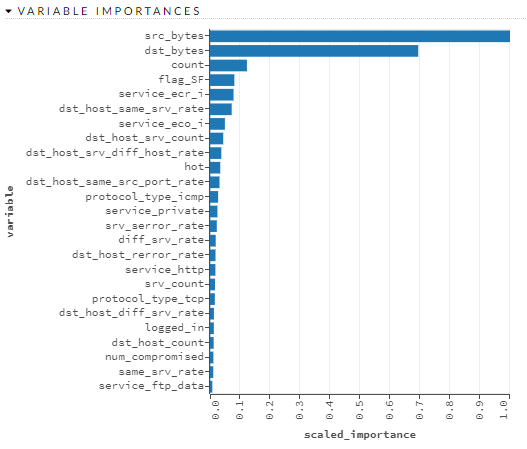 VARIABLE IMPORTANCES
src_bytes
dst_bytes
count
flag_SF
service_ecr_i
dst_host_same_srv_rate
service_eco_i
dst_host_srv_count
dst_host_srv_diff_host_rate
hot
dst_host_same_src_port_rate
protocol_type_icmp
service_private
srv_serror_rate
diff_srv_rate
dst_host_rerror_rate
service_http
srv_count
protocol_type_tcp
dst_host_diff_srv_rate
logged_in
dst_host_count
num_compromised
same_srv_rate
service_ftp_data
variable
0.0 0.1 0.2 0.3 0.4 0.5 0.6 0.7 0.8 0.9 1.0
scaled_importance